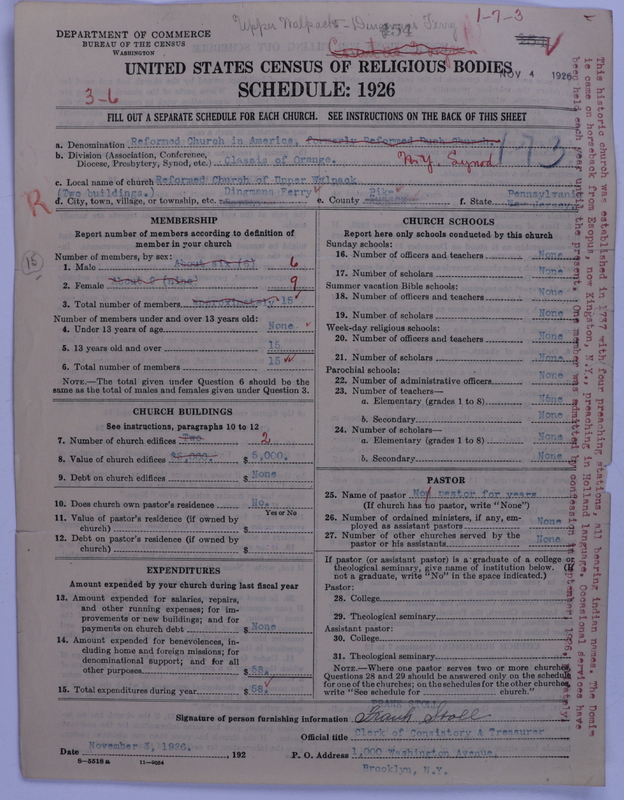 Upper Walpack - Dingmans Ferry
1-7-3
DEPARTMENT OF COMMERCE
BUREAU OF THE CENSUS
WASHINGTON
NOV 4 1926
UNITED STATES CENSUS OF RELIGIOUS BODIES
SCHEDULE: 1926
3-6
FILL OUT A SEPARATE SCHEDULE FOR EACH CHURCH. SEE INSTRUCTIONS ON THE BACK OF THIS SHEET
a. Denomination Reformed Church in America, formerly Reformed Dutch Church. 173
b. Division (Association, Conference, Diocese, Presbytery, Synod, etc.) Classis of Orange. N.Y. Synod
c. Local name of church Reformed Church of Upper Walpack
(Two buildings.) Dingmans Ferry Pike Pennsylvania
d. City, town, village, or township, etc. e. County f. State New Jersey
R
15
MEMBERSHIP
Report number of members according to definition of member in your church
Number of members, by sex:
1. Male About six (6) 6
2. Female About 9 (nine) 9
3. Total number of members Approximately 15
Number of members under and over 13 years old:
4. Under 13 years of age None
5. 13 years old and over 15
6. Total number of members 15
NOTE.—The total given under Question 6 should be the same as the total of males and females given under Question 3.
CHURCH BUILDINGS
See instructions, paragraphs 10 to 12
7. Number of church edifices Two 2
8. Value of church edifices $5,000. $ 5,000.
9. Debt on church edifices $ None
10. Does church own pastor's residence No.
Yes or No
11. Value of pastor's residence (if owned by church) $
12. Debt on pastor's residence (if owned by church) $
EXPENDITURES
Amount expended by your church during last fiscal year
13. Amount expended for salaries, repairs, and other running expenses; for improvements or new buildings; and for payments on church debt $ None
14. Amount expended for benevolences, including home and foreign missions; for denominational support; and for all other purposes $ 58.
15. Total expenditures during year $ 58.
CHURCH SCHOOLS
Report here only schools conducted by this church
Sunday schools:
16. Number of officers and teachers None
17. Number of scholars None
Summer vacation Bible schools:
18. Number of officers and teachers None
19. Number of scholars None
Week-day religious schools:
20. Number of officers and teachers None
21. Number of scholars None
Parochial schools:
22. Number of administrative officers None
23. Number of teachers—
a. Elementary (grades 1 to 8) None
b. Secondary None
24. Number of scholars—
a. Elementary (grades 1 to 8) None
b. Secondary None
PASTOR
25. Name of pastor No pastor for years
(If church has no pastor, write "None")
26. Number of ordained ministers, if any, employed as assistant pastors None
27. Number of other churches served by the pastor or his assistants None
If pastor (or assistant pastor) is a graduate of a college or theological seminary, give name of institution below. (If not a graduate, write "No" in the space indicated.)
Pastor:
28. College
29. Theological seminary
Assistant pastor:
30. College
31. Theological seminary
NOTE.—Where one pastor serves two or more churches, Questions 28 and 29 should be answered only on the schedule for one of the churches; on the schedules for the other churches write "See schedule for church."
FRANK STOLL
Signature of person furnishing information Frank Stoll
Official title Clerk of Consistory & Treasurer
Date November 3, 1926. , 192
P. O. Address 1,000 Washington Avenue,
Brooklyn, N.Y.
8—5518a 11—9054
This historic church was established in 1737 with four preaching stations, all bearing indian names. The Domin
ie came on horseback from Esopus, now Kingston, N.Y., preaching in Holland language. Occasional services have
been held each year until the present. One member was admitted by confession in September, 1926.